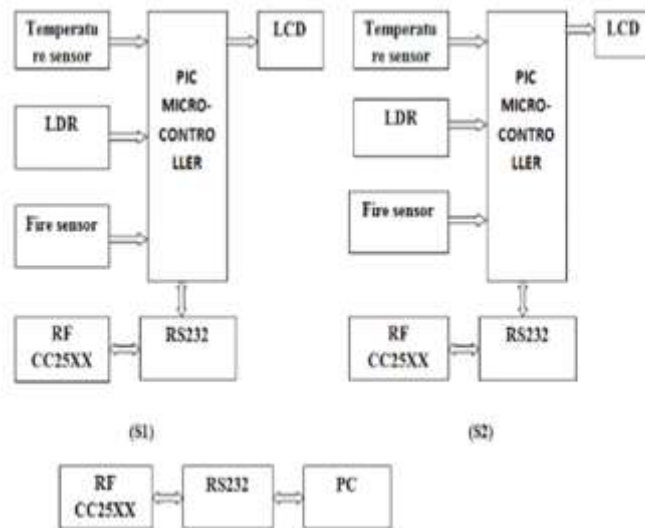 Temperatu
re sensor
LCD
PIC
MICRO-
CONTRO
LLER
LDR
Fire sensor
RF
CC25XX
RS232
(S1)
Temperatu
re sensor
LCD
PIC
MICRO-
CONTRO
LLER
LDR
Fire sensor
RF
CC25XX
RS232
(S2)
RF
CC25XX
RS232
PC